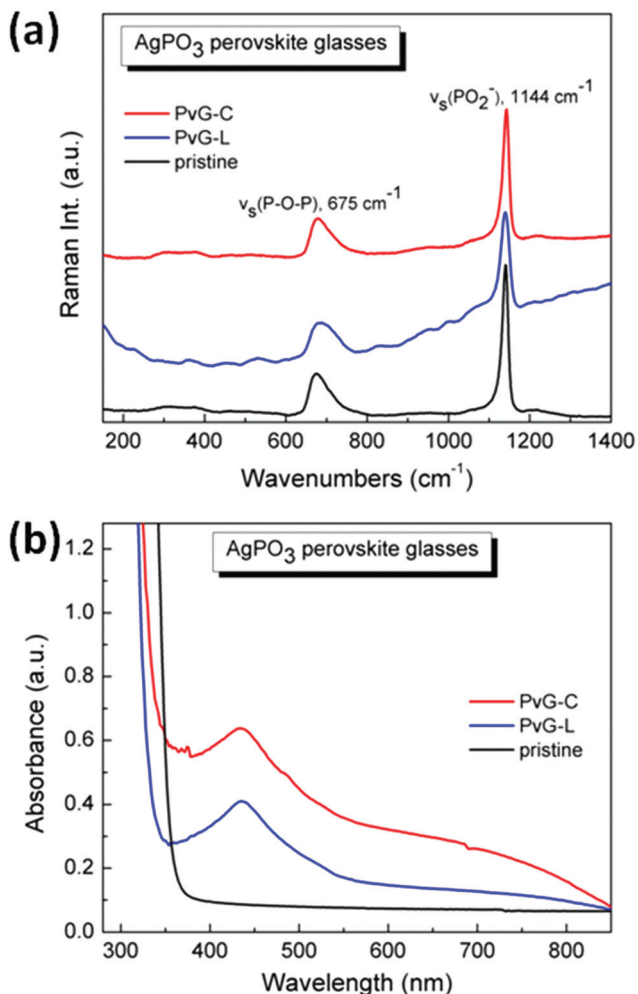 (a)
AgPO3 perovskite glasses
PvG-C
PvG-L
pristine
νs(PO2-), 1144 cm-1
νs(P-O-P), 675 cm-1
Raman Int. (a.u.)
200 400 600 800 1000 1200 1400
Wavenumbers (cm-1)
(b)
AgPO3 perovskite glasses
PvG-C
PvG-L
pristine
Absorbance (a.u.)
1.2
1.0
0.8
0.6
0.4
0.2
0.0
300 400 500 600 700 800
Wavelength (nm)